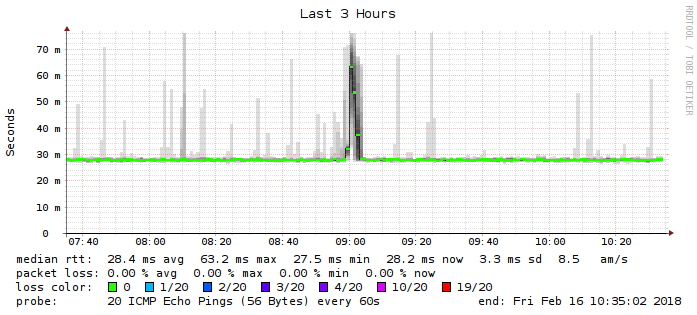 Last 3 Hours
RRDTOOL / TOBI OETIKER
Seconds
70 m
60 m
50 m
40 m
30 m
20 m
10 m
0
07:40 08:00 08:20 08:40 09:00 09:20 09:40 10:00 10:20
median rtt: 28.4 ms avg 63.2 ms max 27.5 ms min 28.2 ms now 3.3 ms sd 8.5 am/s
packet loss: 0.00 % avg 0.00 % max 0.00 % min 0.00 % now
loss color: 0 1/20 2/20 3/20 4/20 10/20 19/20
probe: 20 ICMP Echo Pings (56 Bytes) every 60s end: Fri Feb 16 10:35:02 2018